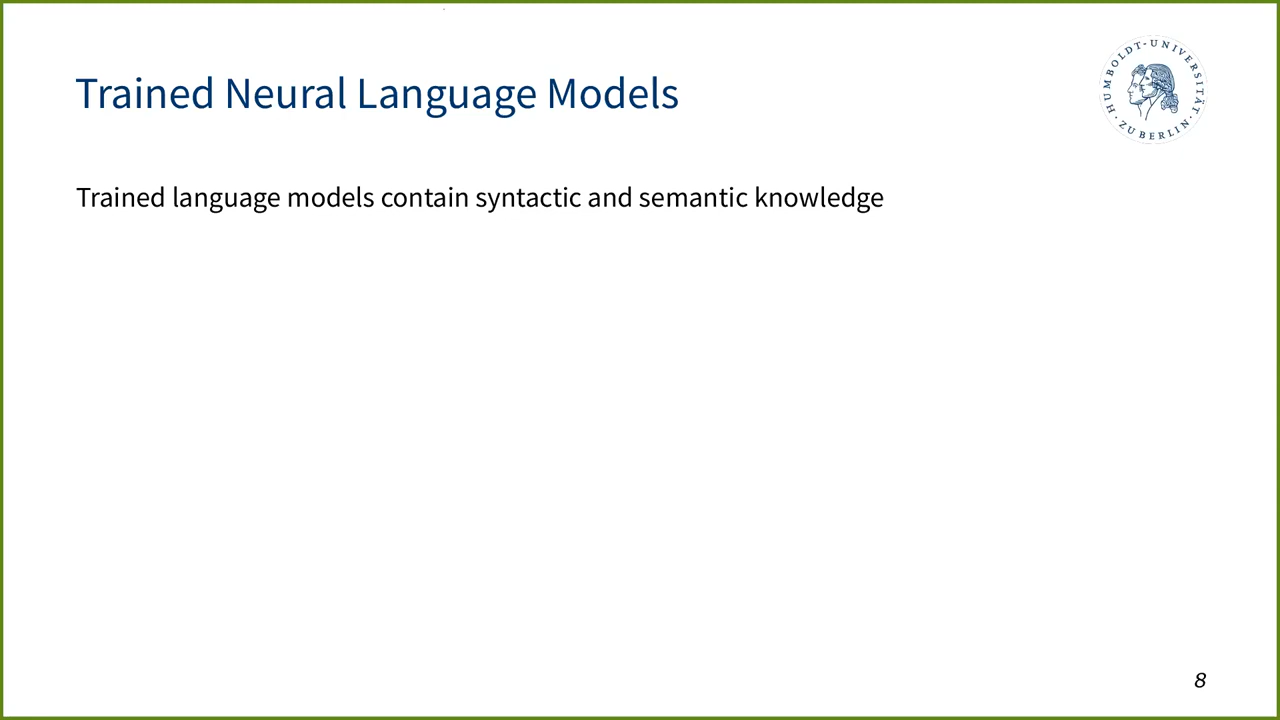 Trained Neural Language Models
HUMBOLDT-UNIVERSITÄT ZU BERLIN
Trained language models contain syntactic and semantic knowledge
8